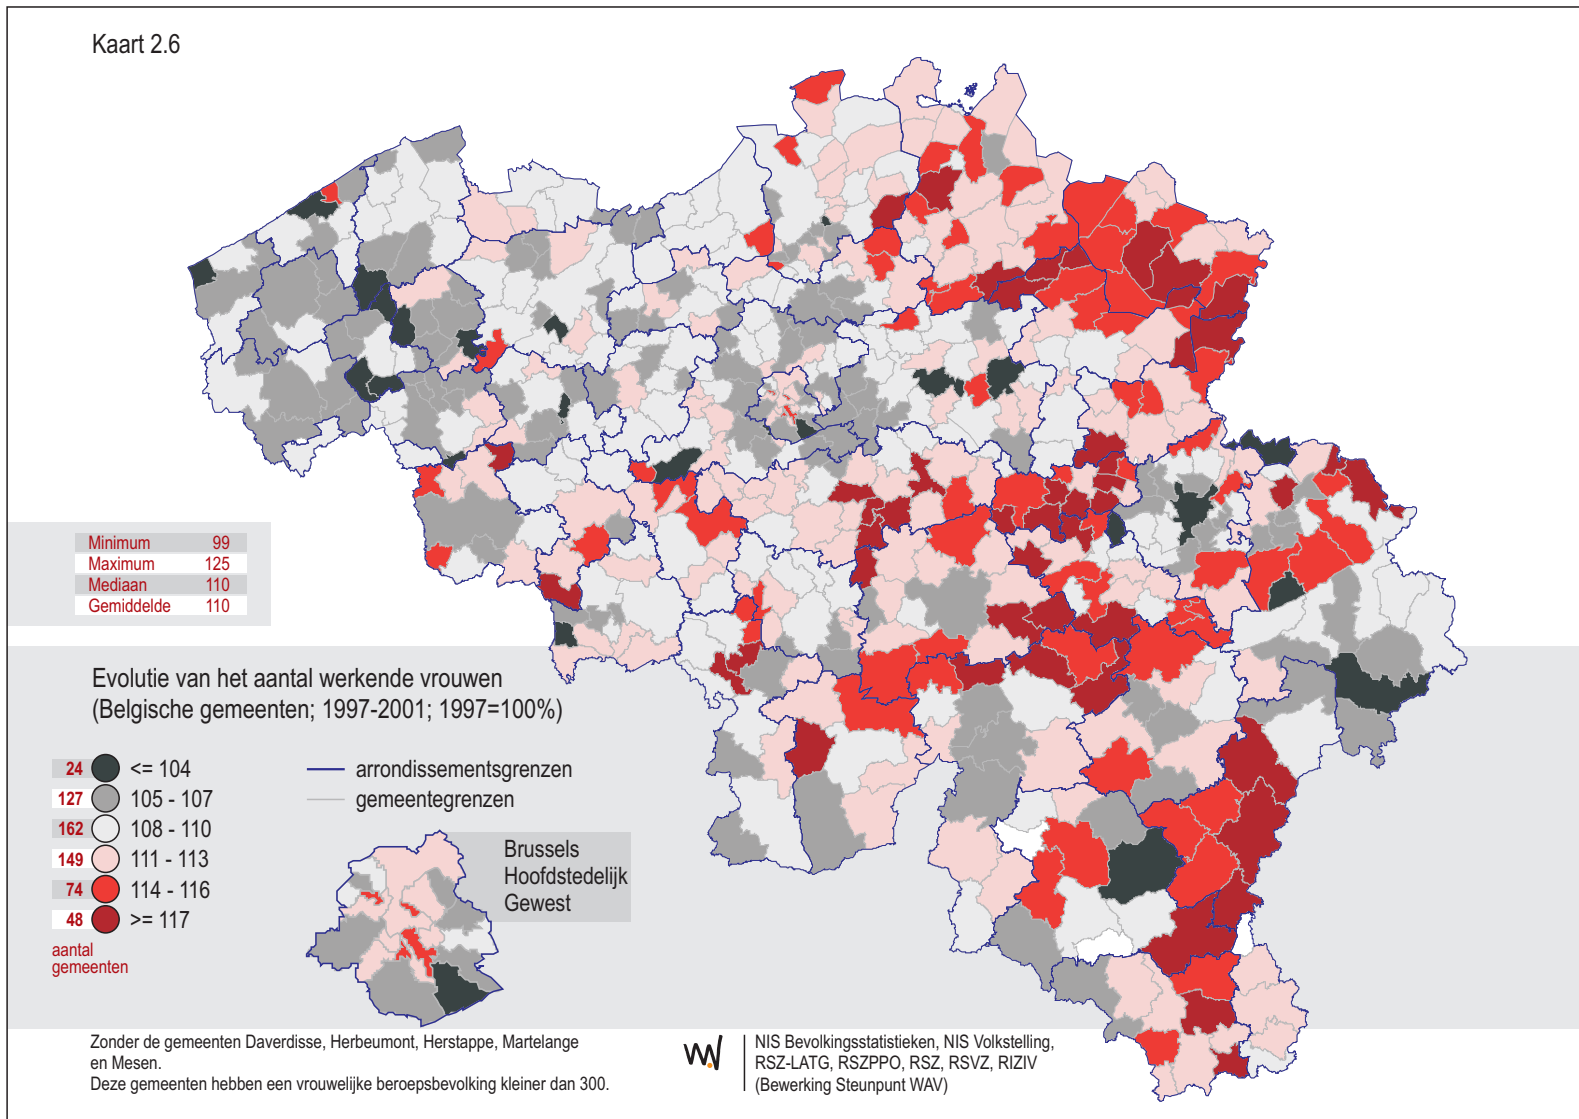 Kaart 2.6
Minimum 99
Maximum 125
Mediaan 110
Gemiddelde 110
Evolutie van het aantal werkende vrouwen
(Belgische gemeenten; 1997-2001; 1997=100%)
24 <= 104
127 105 - 107
162 108 - 110
149 111 - 113
74 114 - 116
48 >= 117
aantal
gemeenten
arrondissementsgrenzen
gemeentegrenzen
Brussels
Hoofdstedelijk
Gewest
Zonder de gemeenten Daverdisse, Herbeumont, Herstappe, Martelange
en Mesen.
Deze gemeenten hebben een vrouwelijke beroepsbevolking kleiner dan 300.
NIS Bevolkingsstatistieken, NIS Volkstelling,
RSZ-LATG, RSZPPO, RSZ, RSVZ, RIZIV
(Bewerking Steunpunt WAV)